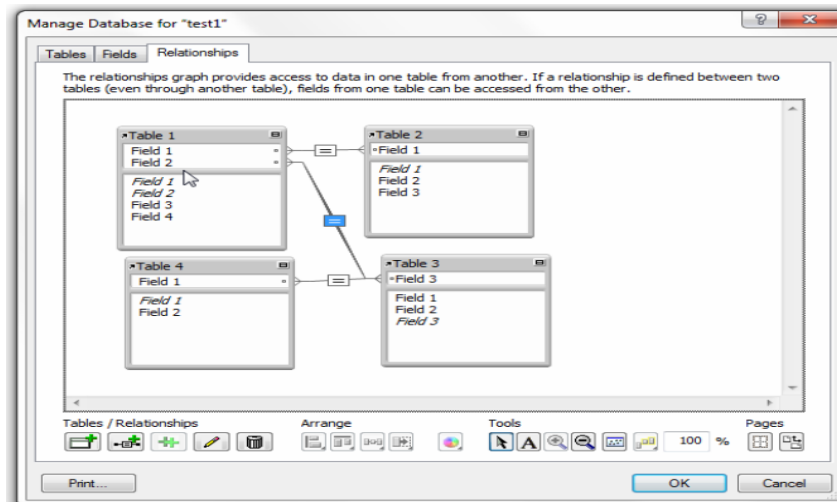 Manage Database for "test1"
Tables
Fields
Relationships
The relationships graph provides access to data in one table from another. If a relationship is defined between two
tables (even through another table), fields from one table can be accessed from the other.
Table 1
Field 1
Field 2
Field 1
Field 2
Field 3
Field 4
Table 2
Field 1
Field 1
Field 2
Field 3
Table 4
Field 1
Field 1
Field 2
Table 3
Field 3
Field 1
Field 2
Field 3
Tables / Relationships
Arrange
Tools
Pages
A
100 %
Print...
OK
Cancel